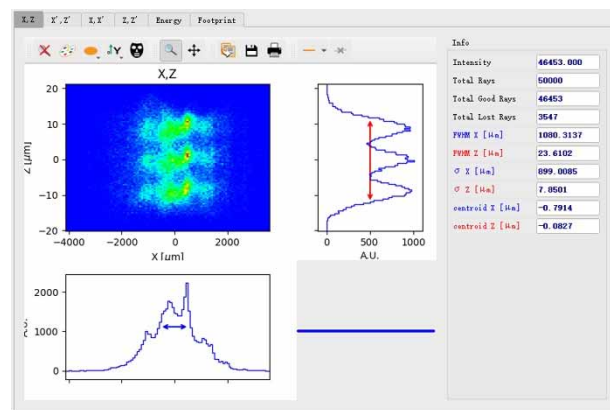 X,Z X',Z' X,X' Z,Z' Energy Footprint
X,Z
20
10
0
−10
−20
Z [μm]
−4000 −2000 0 2000
X [μm]
0 500 1000
A.U.
2000
1000
0
A.U.
Info
Intensity 46453.000
Total Rays 50000
Total Good Rays 46453
Total Lost Rays 3547
FWHM X [μm] 1080.3137
FWHM Z [μm] 23.6102
σ X [μm] 899.0085
σ Z [μm] 7.8501
centroid X [μm] -0.7914
centroid Z [μm] -0.0827